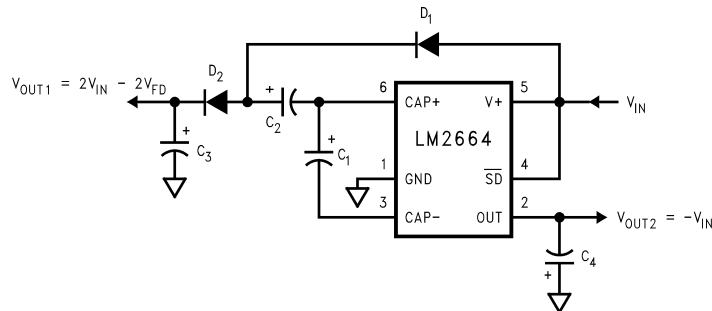 D1
VOUT1 = 2VIN - 2VFD
D2
+
C2
6
CAP+
V+
5
VIN
+
C3
+
C1
LM2664
1
GND
SD
4
3
CAP-
OUT
2
VOUT2 = -VIN
C4
+